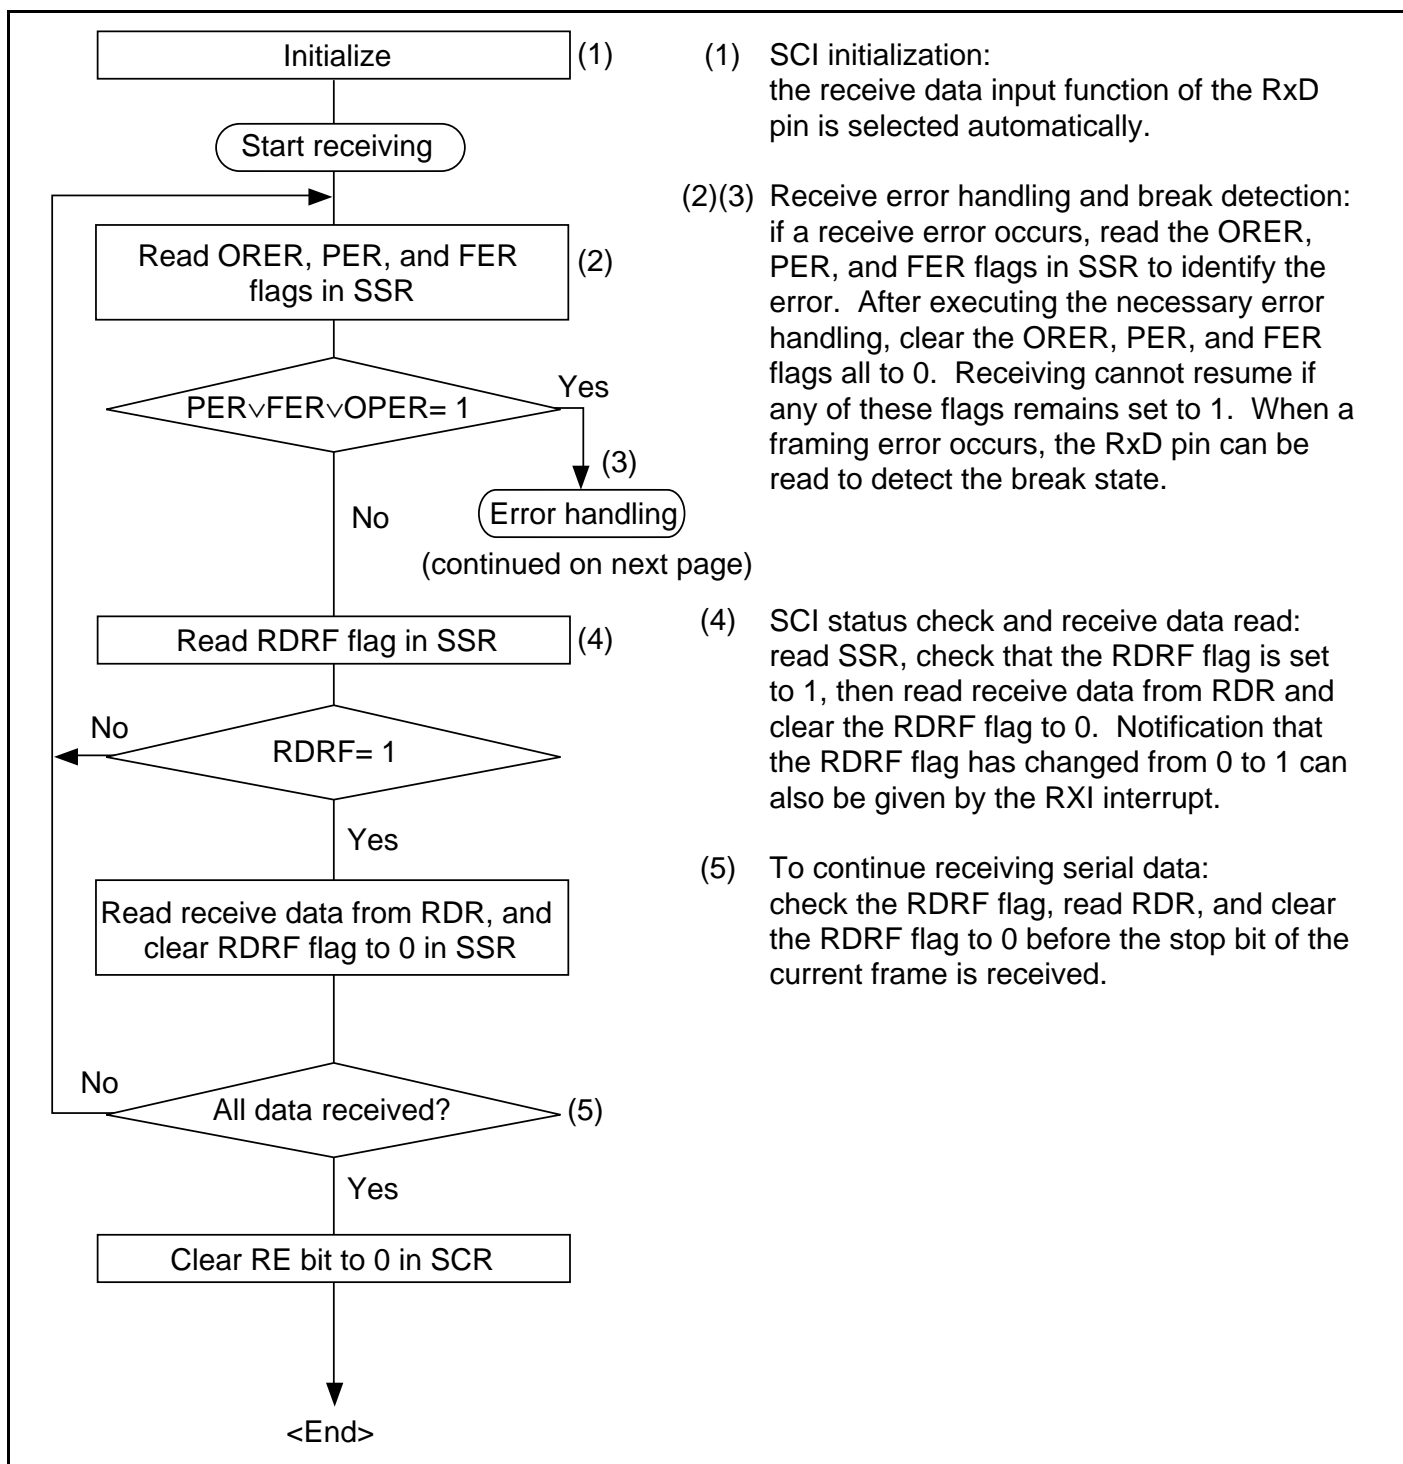 Initialize
(1)
Start receiving
Read ORER, PER, and FER
flags in SSR
(2)
PER∨FER∨OPER= 1
Yes
(3)
Error handling
No
(continued on next page)
Read RDRF flag in SSR
(4)
No
RDRF= 1
Yes
Read receive data from RDR, and
clear RDRF flag to 0 in SSR
No
All data received?
(5)
Yes
Clear RE bit to 0 in SCR
<End>
(1) SCI initialization:
the receive data input function of the RxD
pin is selected automatically.
(2)(3) Receive error handling and break detection:
if a receive error occurs, read the ORER,
PER, and FER flags in SSR to identify the
error. After executing the necessary error
handling, clear the ORER, PER, and FER
flags all to 0. Receiving cannot resume if
any of these flags remains set to 1. When a
framing error occurs, the RxD pin can be
read to detect the break state.
(4) SCI status check and receive data read:
read SSR, check that the RDRF flag is set
to 1, then read receive data from RDR and
clear the RDRF flag to 0. Notification that
the RDRF flag has changed from 0 to 1 can
also be given by the RXI interrupt.
(5) To continue receiving serial data:
check the RDRF flag, read RDR, and clear
the RDRF flag to 0 before the stop bit of the
current frame is received.